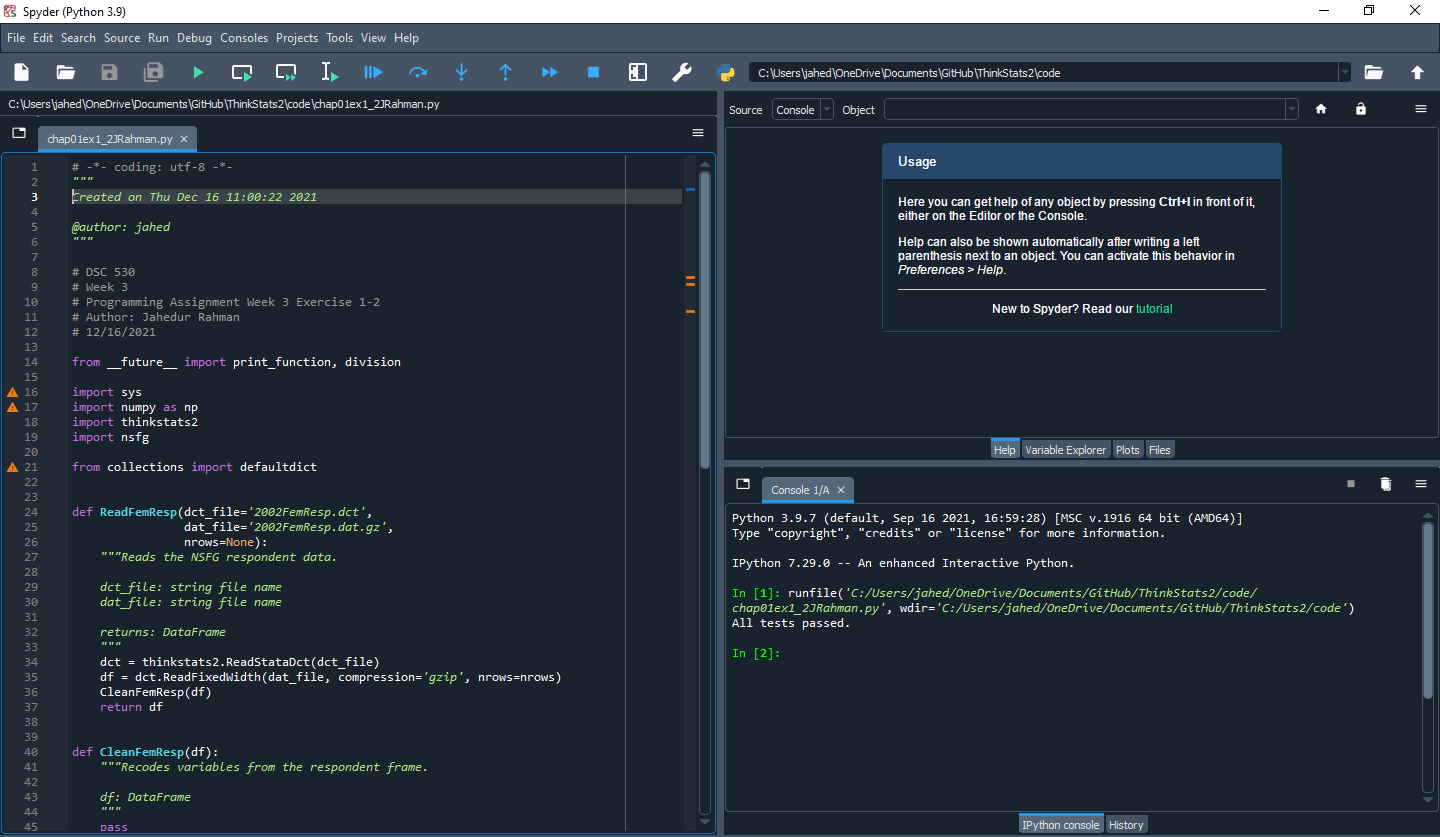 Spyder (Python 3.9)
File Edit Search Source Run Debug Consoles Projects Tools View Help
C:\Users\jahed\OneDrive\Documents\GitHub\ThinkStats2\code
C:\Users\jahed\OneDrive\Documents\GitHub\ThinkStats2\code\chap01ex1_2JRahman.py
chap01ex1_2JRahman.py
1 # -*- coding: utf-8 -*-
2 """
3 Created on Thu Dec 16 11:00:22 2021
4
5 @author: jahed
6 """
7
8 # DSC 530
9 # Week 3
10 # Programming Assignment Week 3 Exercise 1-2
11 # Author: Jahedur Rahman
12 # 12/16/2021
13
14 from __future__ import print_function, division
15
16 import sys
17 import numpy as np
18 import thinkstats2
19 import nsfg
20
21 from collections import defaultdict
22
23
24 def ReadFemResp(dct_file='2002FemResp.dct',
25                 dat_file='2002FemResp.dat.gz',
26                 nrows=None):
27     """Reads the NSFG respondent data.
28
29     dct_file: string file name
30     dat_file: string file name
31
32     returns: DataFrame
33     """
34     dct = thinkstats2.ReadStataDct(dct_file)
35     df = dct.ReadFixedWidth(dat_file, compression='gzip', nrows=nrows)
36     CleanFemResp(df)
37     return df
38
39
40 def CleanFemResp(df):
41     """Recodes variables from the respondent frame.
42
43     df: DataFrame
44     """
45     pass
Source Console Object
Usage
Here you can get help of any object by pressing Ctrl+I in front of it,
either on the Editor or the Console.
Help can also be shown automatically after writing a left
parenthesis next to an object. You can activate this behavior in
Preferences > Help.
New to Spyder? Read our tutorial
Help Variable Explorer Plots Files
Console 1/A
Python 3.9.7 (default, Sep 16 2021, 16:59:28) [MSC v.1916 64 bit (AMD64)]
Type "copyright", "credits" or "license" for more information.
IPython 7.29.0 -- An enhanced Interactive Python.
In [1]: runfile('C:/Users/jahed/OneDrive/Documents/GitHub/ThinkStats2/code/
chap01ex1_2JRahman.py', wdir='C:/Users/jahed/OneDrive/Documents/GitHub/ThinkStats2/code')
All tests passed.
In [2]:
IPython console History